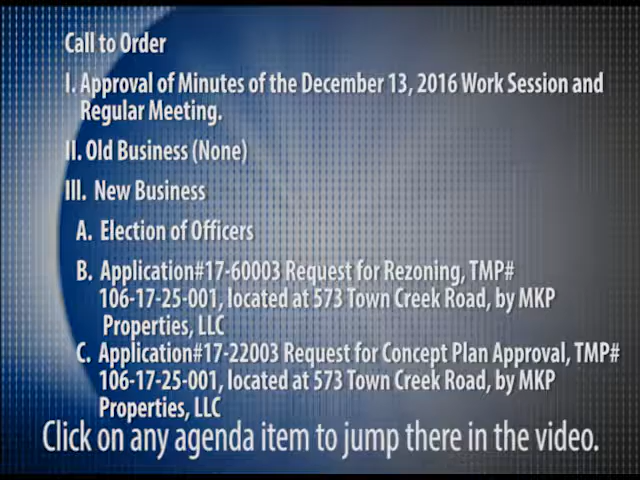 Call to Order
I. Approval of Minutes of the December 13, 2016 Work Session and
Regular Meeting.
II. Old Business (None)
III. New Business
A. Election of Officers
B. Application#17-60003 Request for Rezoning, TMP#
106-17-25-001, located at 573 Town Creek Road, by MKP
Properties, LLC
C. Application#17-22003 Request for Concept Plan Approval, TMP#
106-17-25-001, located at 573 Town Creek Road, by MKP
Properties, LLC
Click on any agenda item to jump there in the video.